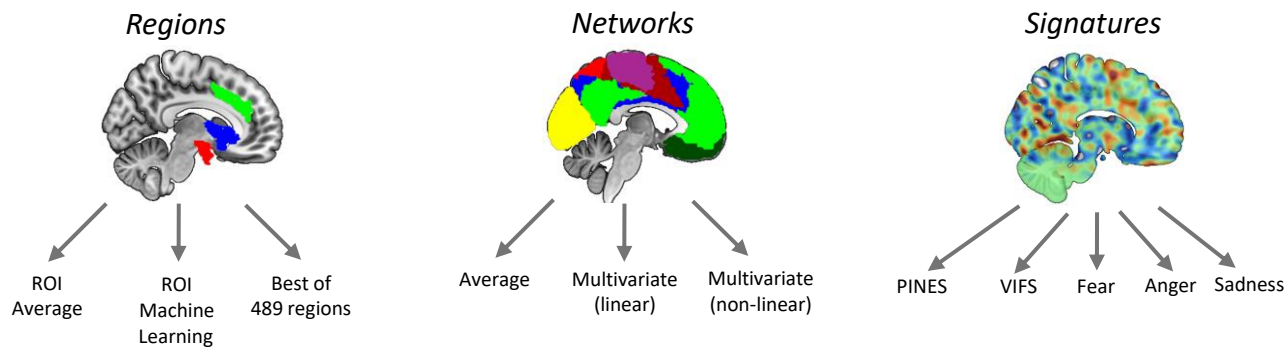 Regions
Networks
Signatures
ROI
Average
ROI
Machine
Learning
Best of
489 regions
Average
Multivariate
(linear)
Multivariate
(non-linear)
PINES
VIFS
Fear
Anger
Sadness